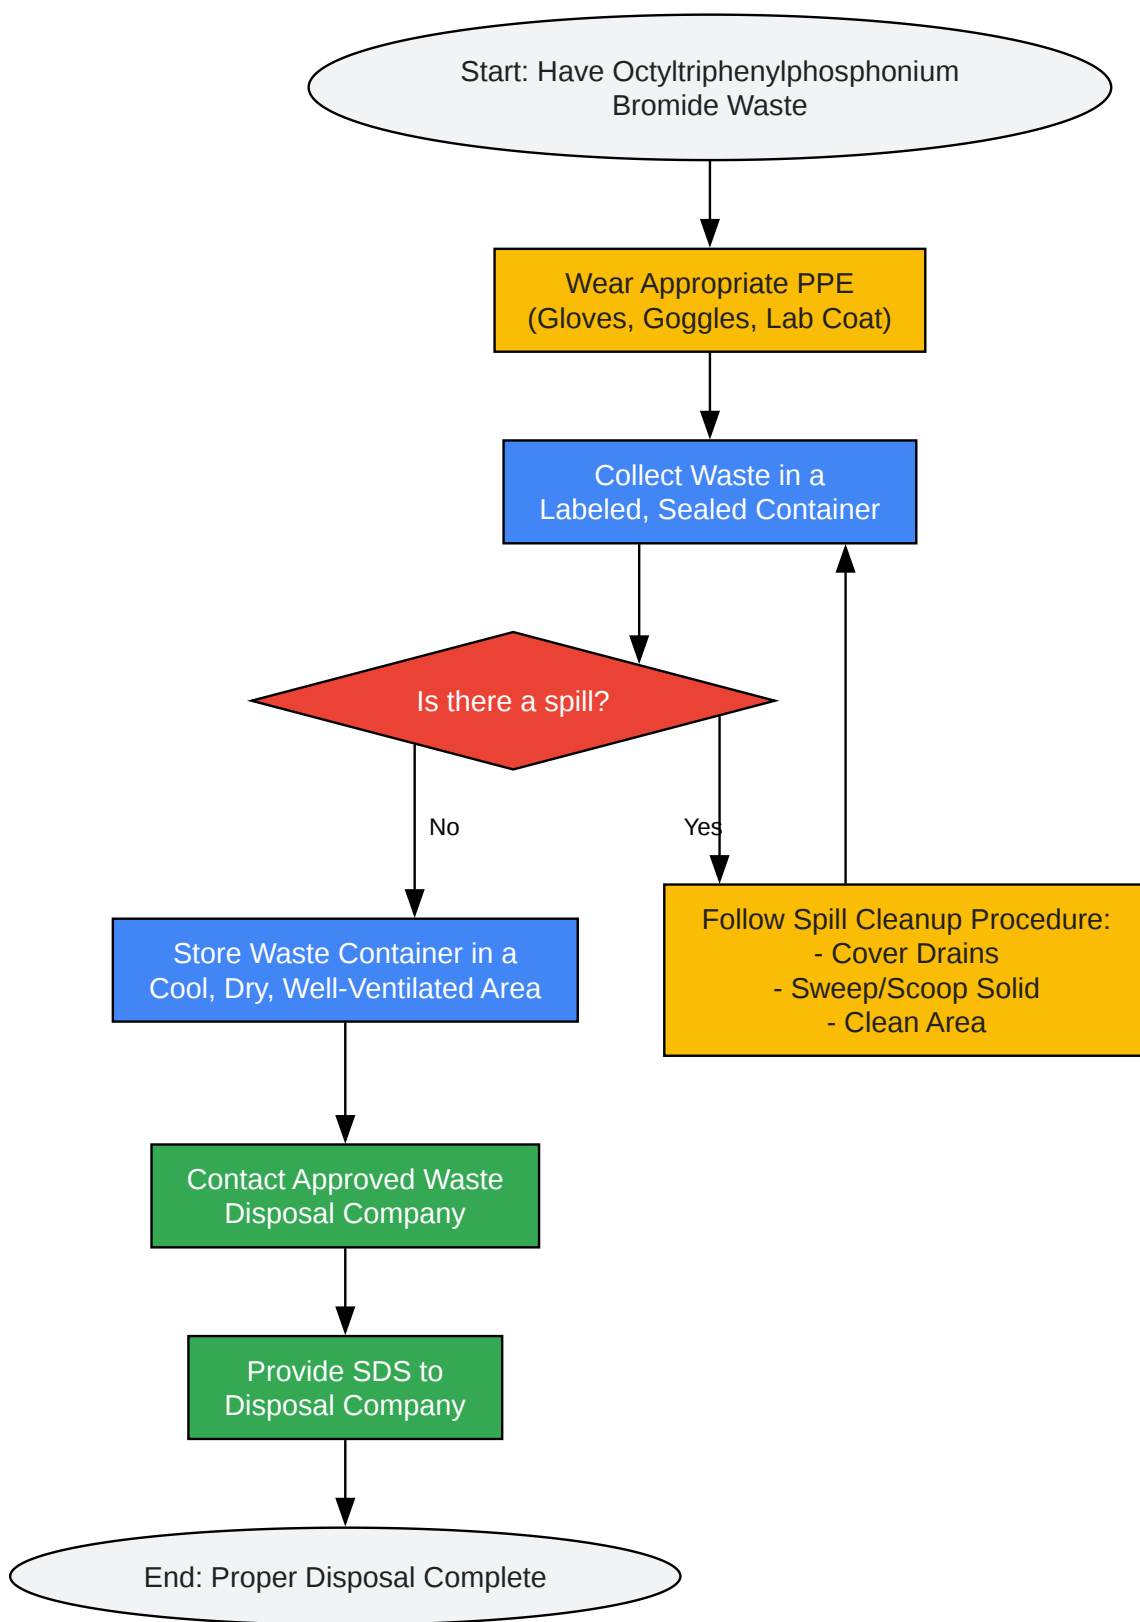 Start: Have Octyltriphenylphosphonium
Bromide Waste
Wear Appropriate PPE
(Gloves, Goggles, Lab Coat)
Collect Waste in a
Labeled, Sealed Container
Is there a spill?
No
Yes
Store Waste Container in a
Cool, Dry, Well-Ventilated Area
Follow Spill Cleanup Procedure:
- Cover Drains
- Sweep/Scoop Solid
- Clean Area
Contact Approved Waste
Disposal Company
Provide SDS to
Disposal Company
End: Proper Disposal Complete